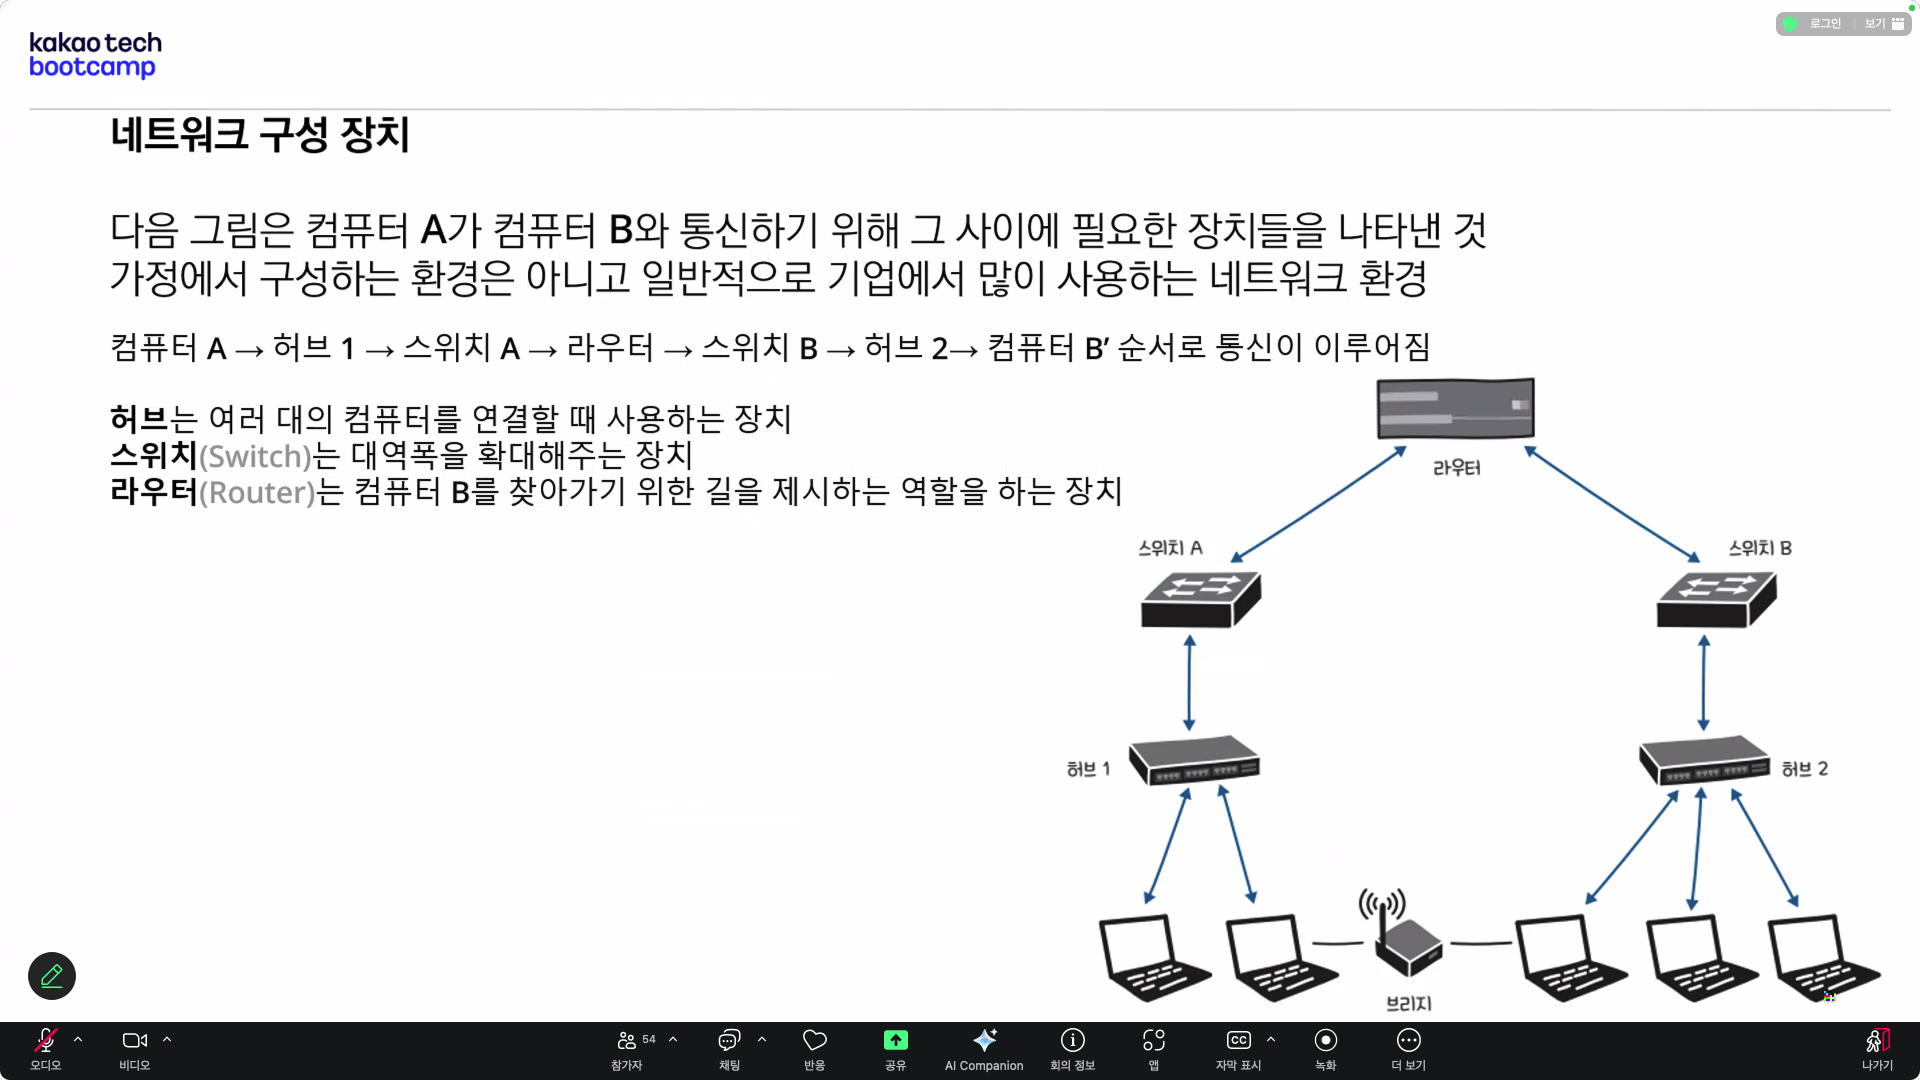 kakao tech
bootcamp
로그인
보기
네트워크 구성 장치
다음 그림은 컴퓨터 A가 컴퓨터 B와 통신하기 위해 그 사이에 필요한 장치들을 나타낸 것
가정에서 구성하는 환경은 아니고 일반적으로 기업에서 많이 사용하는 네트워크 환경
컴퓨터 A → 허브 1 → 스위치 A → 라우터 → 스위치 B → 허브 2→ 컴퓨터 B’ 순서로 통신이 이루어짐
허브는 여러 대의 컴퓨터를 연결할 때 사용하는 장치
스위치(Switch)는 대역폭을 확대해주는 장치
라우터(Router)는 컴퓨터 B를 찾아가기 위한 길을 제시하는 역할을 하는 장치
라우터
스위치 A
스위치 B
허브 1
허브 2
브리지
오디오
비디오
54
참가자
채팅
반응
공유
AI Companion
회의 정보
앱
CC
자막 표시
녹화
더 보기
나가기